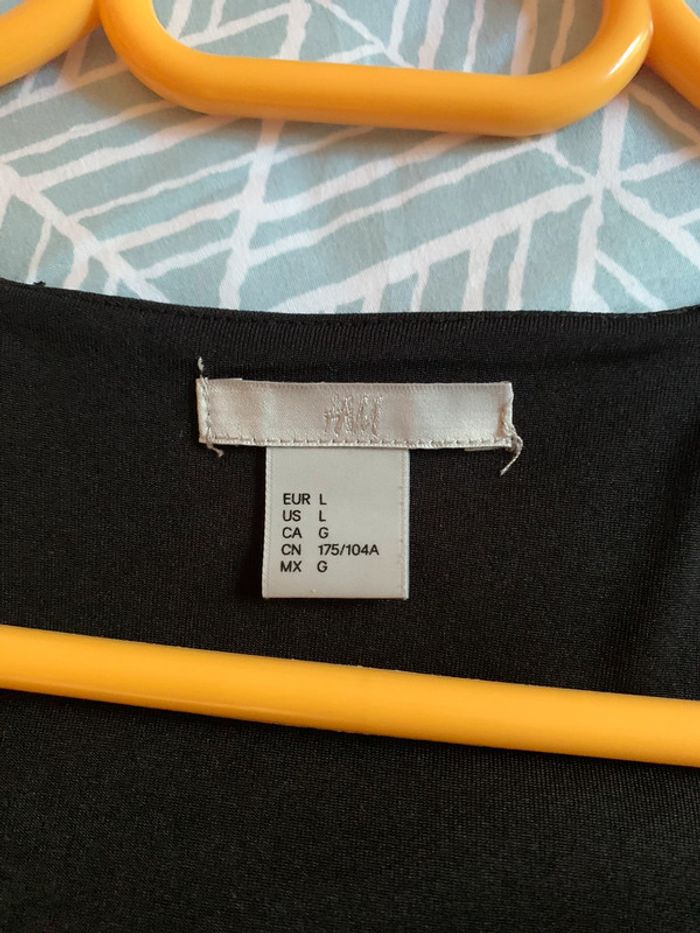 H&M
EUR L
US L
CA G
CN 175/104A
MX G